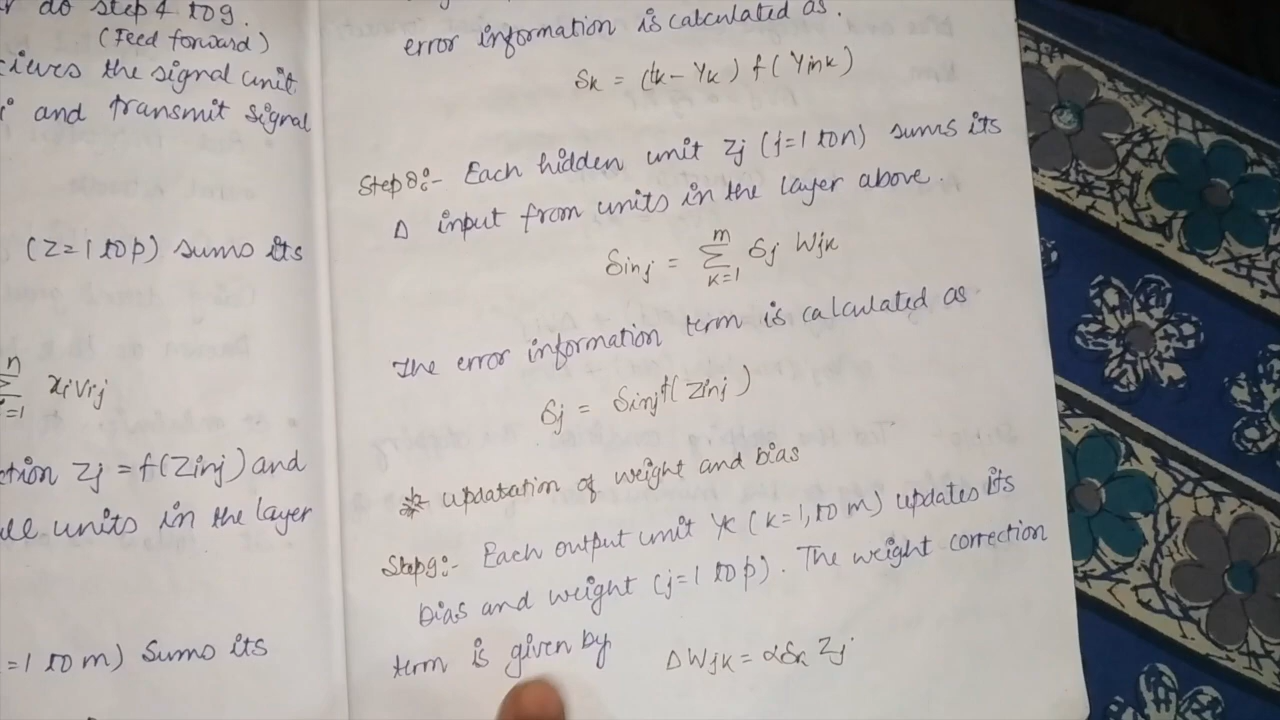 do step 4 to 9.
(Feed forward)
the signal unit
i and transmit signal
(z=1 to p) sums its
n
Σ xivij
i=1
zj = f(zinj) and
units in the layer
=1 to m) sums its
error information is calculated as.
δk = (tk - yk) f(yink)
Step 8:- Each hidden unit zj (j=1 to n) sums its
Δ input from units in the layer above.
δinj = Σ δj wjk
m
k=1
The error information term is calculated as
δj = δinj f(zinj)
* updatation of weight and bias
Step 9:- Each output unit yk (k=1, to m) updates its
bias and weight (j=1 to p). The weight correction
term is given by ΔWjk = αδk zj